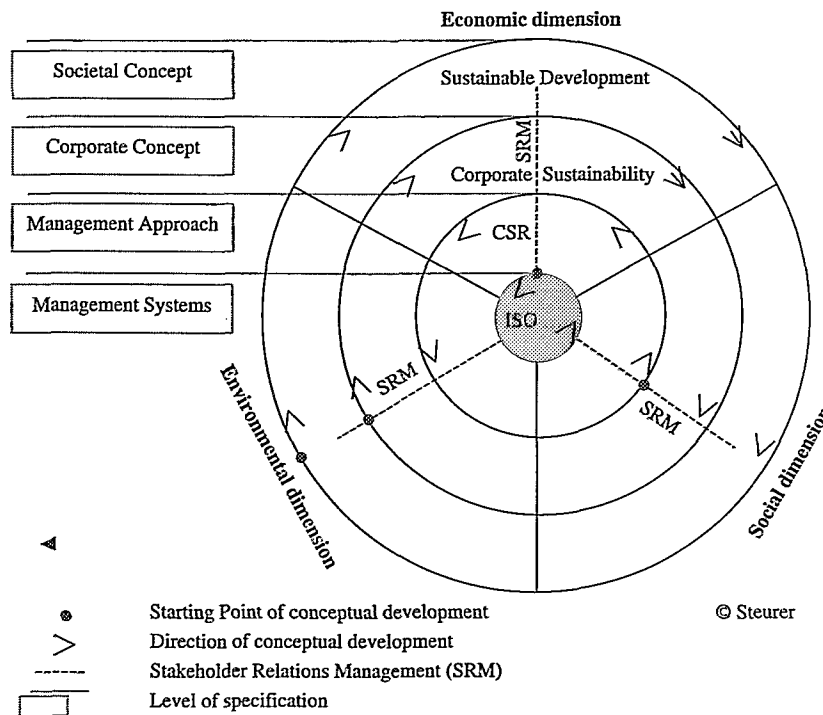 Economic dimension
Societal Concept
Sustainable Development
SRM
Corporate Concept
Corporate Sustainability
Management Approach
CSR
Management Systems
ISO
SRM
SRM
Environmental dimension
Social dimension
Starting Point of conceptual development
© Steurer
Direction of conceptual development
Stakeholder Relations Management (SRM)
Level of specification